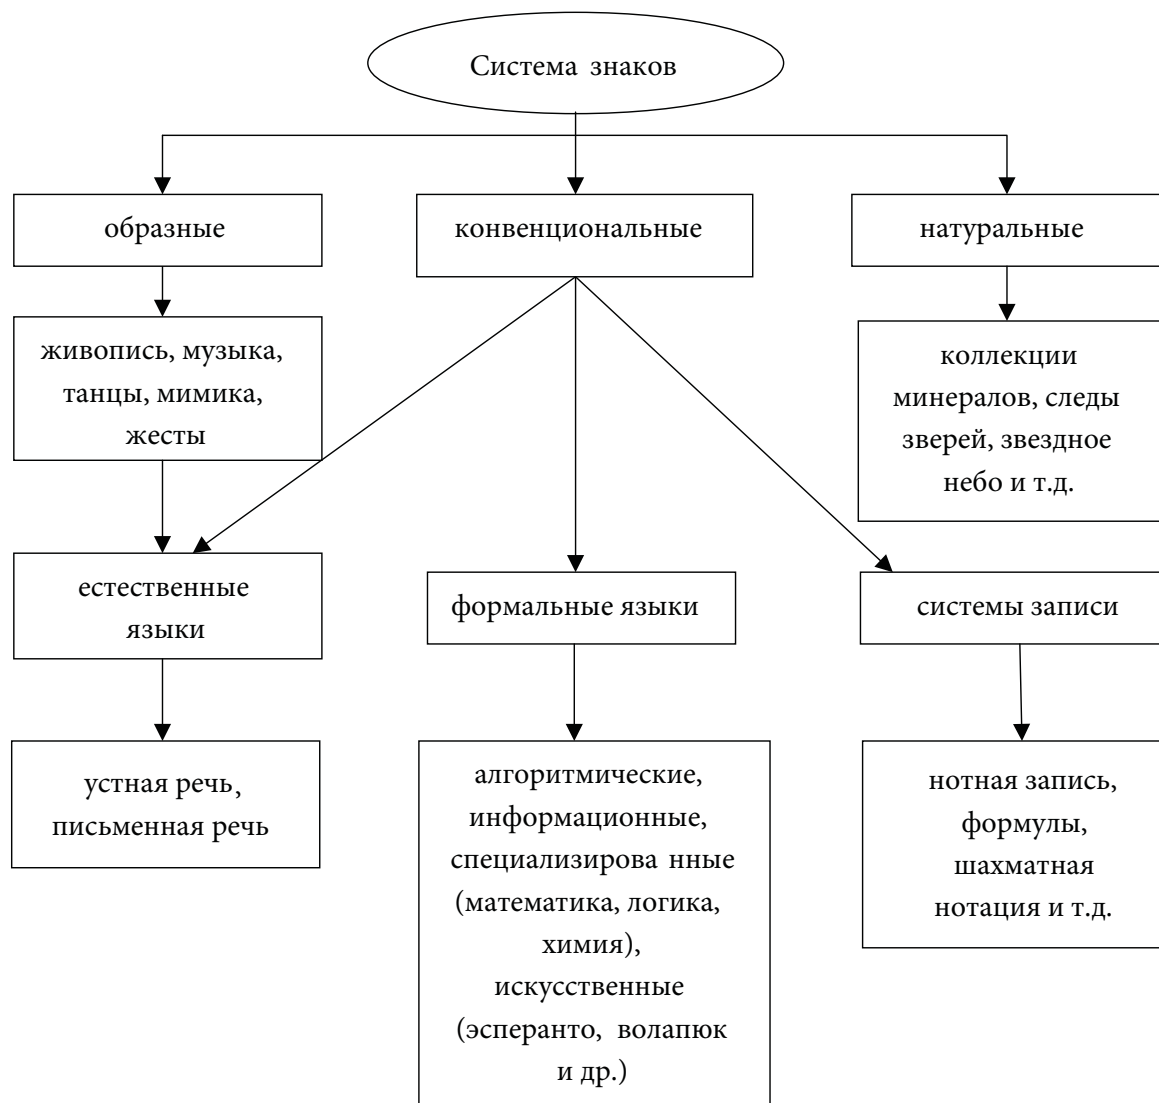 Система знаков
образные
конвенциональные
натуральные
живопись, музыка,
танцы, мимика,
жесты
коллекции
минералов, следы
зверей, звездное
небо и т.д.
естественные
языки
формальные языки
системы записи
устная речь,
письменная речь
алгоритмические,
информационные,
специализирова нные
(математика, логика,
химия),
искусственные
(эсперанто, волапюк
и др.)
нотная запись,
формулы,
шахматная
нотация и т.д.